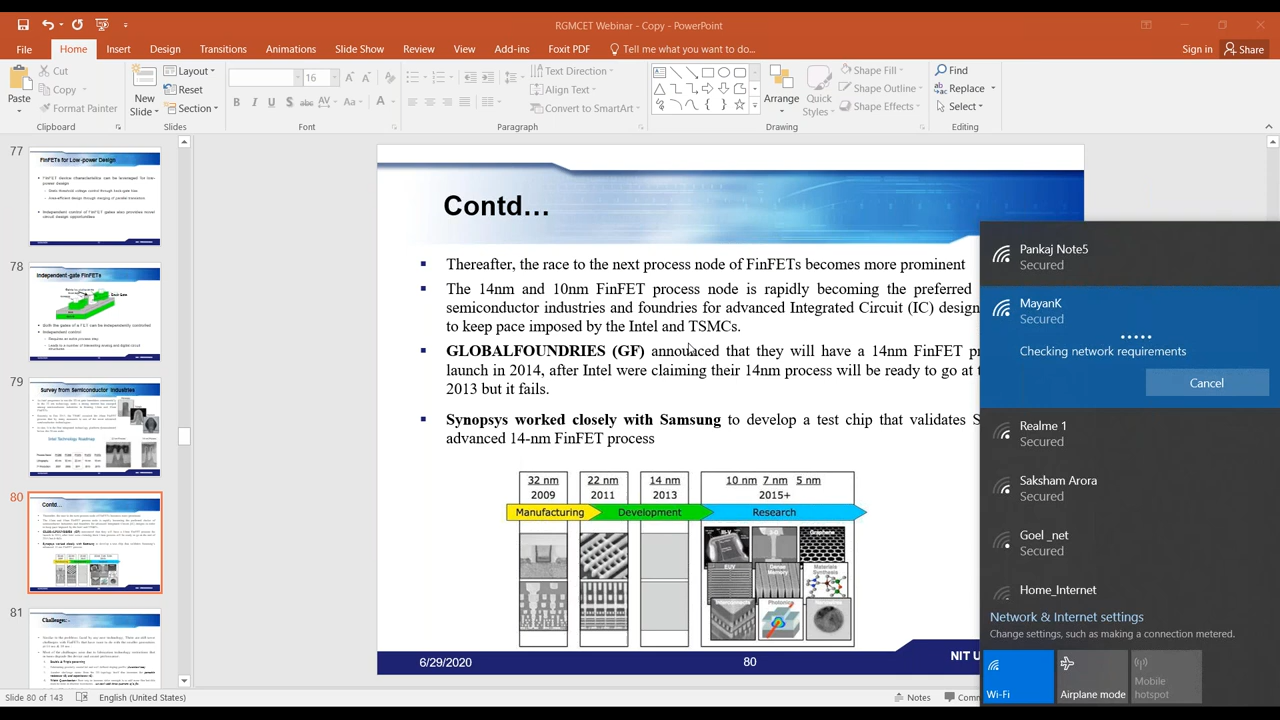 RGMCET Webinar - Copy - PowerPoint
File Home Insert Design Transitions Animations Slide Show Review View Add-ins Foxit PDF Tell me what you want to do... Sign in Share
Paste
Cut
Copy
Format Painter
Clipboard
New Slide
Layout
Reset
Section
Slides
16
B I U S abc AV Aa A
Font
Text Direction
Align Text
Convert to SmartArt
Paragraph
Arrange
Quick Styles
Shape Fill
Shape Outline
Shape Effects
Drawing
Find
Replace
Select
Editing
77
FinFETs for Low-power Design
78
Independent-gate FinFETs
79
Survey from Semiconductor Industries
Intel Technology Roadmap
80
Contd...
81
Challenges:-
Contd...
Thereafter, the race to the next process node of FinFETs becomes more prominent
The 14nm and 10nm FinFET process node is rapidly becoming the preferred
semiconductor industries and foundries for advanced Integrated Circuit (IC) design
to keep pace imposed by the Intel and TSMCs.
GLOBALFOUNDRIES (GF) announced that they will have a 14nm FinFET
launch in 2014, after Intel were claiming their 14nm process will be ready to go at
2013 but it fails.
Synopsys worked closely with Samsung to develop a test chip that validates
advanced 14-nm FinFET process
32 nm 22 nm 14 nm 10 nm 7 nm 5 nm
2009 2011 2013 2015+
Manufacturing Development Research
EUV
Materials Synthesis
Photonics
6/29/2020 80 NIT
Pankaj Note5
Secured
MayanK
Secured
Checking network requirements
Cancel
Realme 1
Secured
Saksham Arora
Secured
Goel _net
Secured
Home_Internet
Network & Internet settings
Change settings, such as making a connection metered.
Wi-Fi
Airplane mode
Mobile hotspot
Slide 80 of 143 English (United States) Notes